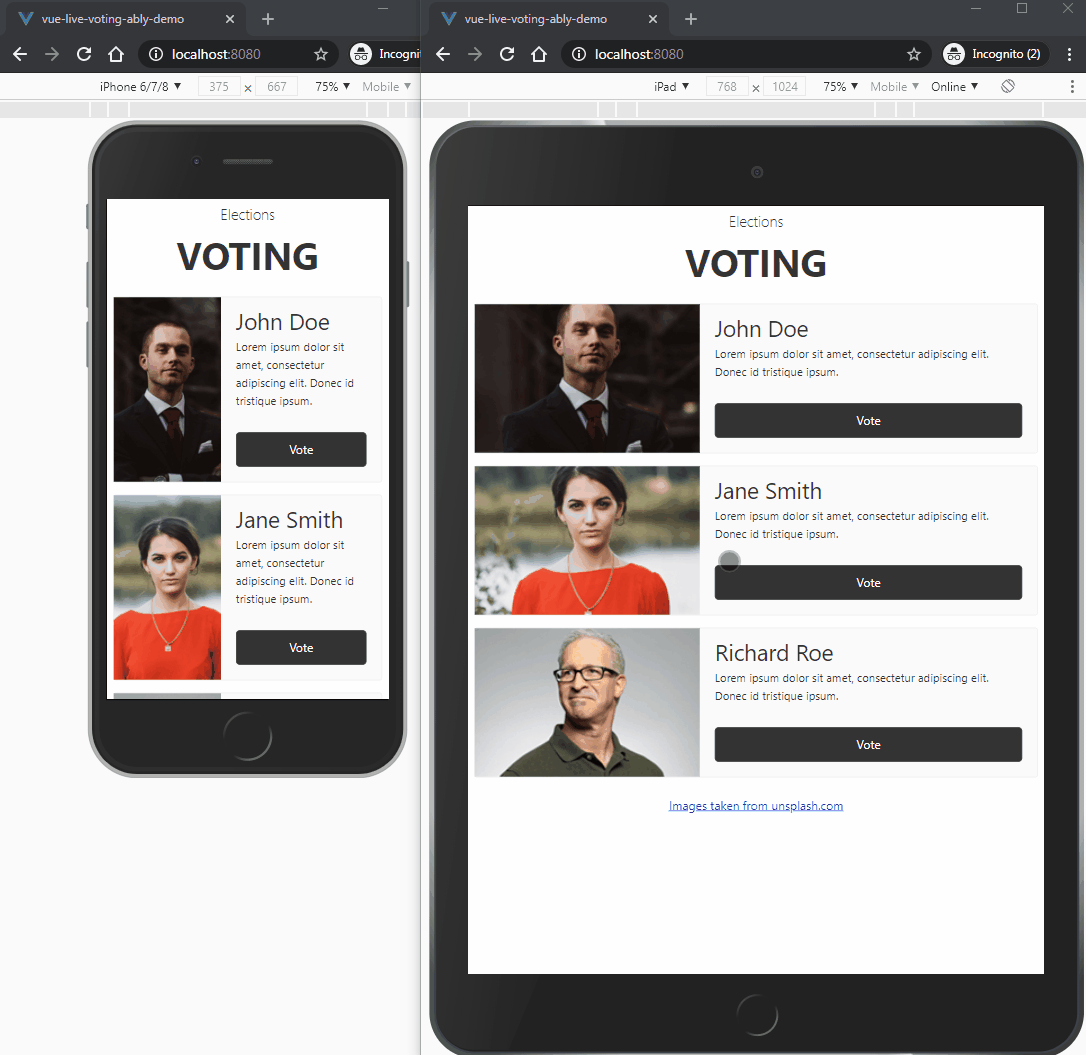 vue-live-voting-ably-demo
localhost:8080
Incogni
iPhone 6/7/8 ▼ 375 × 667 75% ▼ Mobile ▼
Elections
VOTING
John Doe
Lorem ipsum dolor sit
amet, consectetur
adipiscing elit. Donec id
tristique ipsum.
Vote
Jane Smith
Lorem ipsum dolor sit
amet, consectetur
adipiscing elit. Donec id
tristique ipsum.
Vote
vue-live-voting-ably-demo
localhost:8080
Incognito (2)
iPad ▼ 768 × 1024 75% ▼ Mobile ▼ Online ▼
Elections
VOTING
John Doe
Lorem ipsum dolor sit amet, consectetur adipiscing elit.
Donec id tristique ipsum.
Vote
Jane Smith
Lorem ipsum dolor sit amet, consectetur adipiscing elit.
Donec id tristique ipsum.
Vote
Richard Roe
Lorem ipsum dolor sit amet, consectetur adipiscing elit.
Donec id tristique ipsum.
Vote
Images taken from unsplash.com